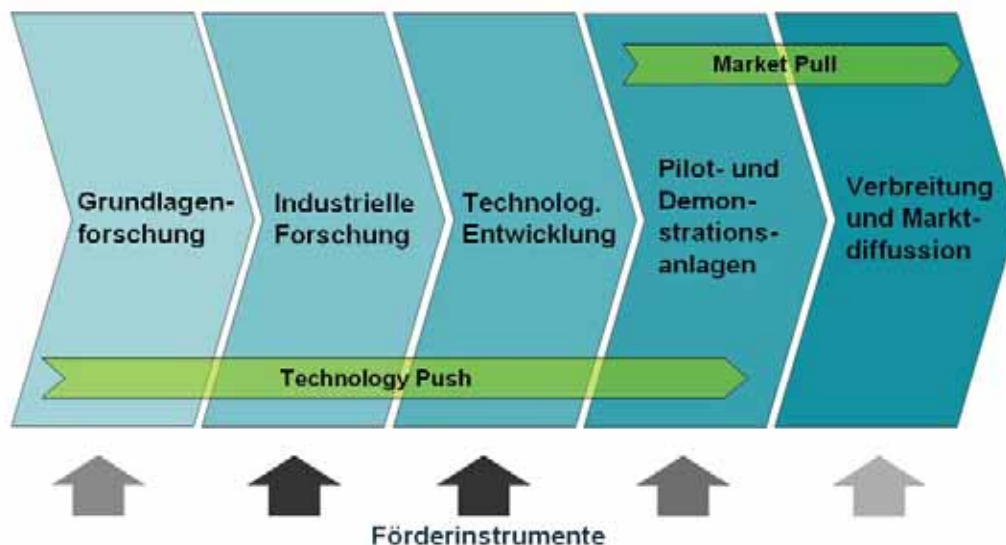 Market Pull
Grundlagen-
forschung
Industrielle
Forschung
Technolog.
Entwicklung
Pilot- und
Demon-
strations-
anlagen
Verbreitung
und Markt-
diffussion
Technology Push
Förderinstrumente